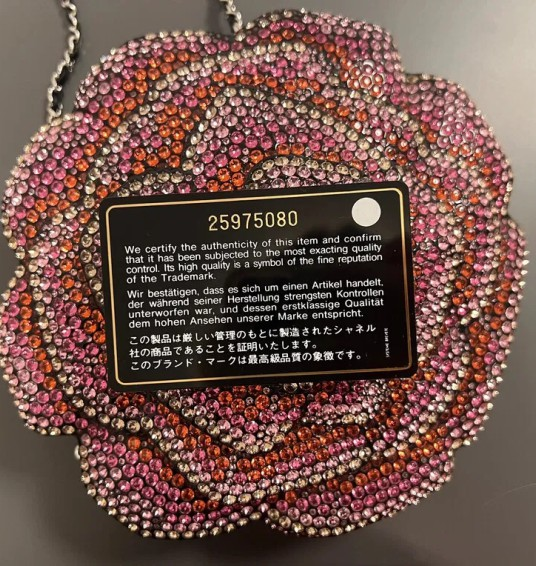 25975080
We certify the authenticity of this item and confirm
that it has been subjected to the most exacting quality
control. Its high quality is a symbol of the fine reputation
of the Trademark.
Wir bestätigen, dass es sich um einen Artikel handelt,
der während seiner Herstellung strengsten Kontrollen
unterworfen war, und dessen erstklassige Qualität
dem hohen Ansehen unserer Marke entspricht.
この製品は厳しい管理のもとに製造されたシャネル
社の商品であることを証明いたします。
このブランド・マークは最高級品質の象徴です。